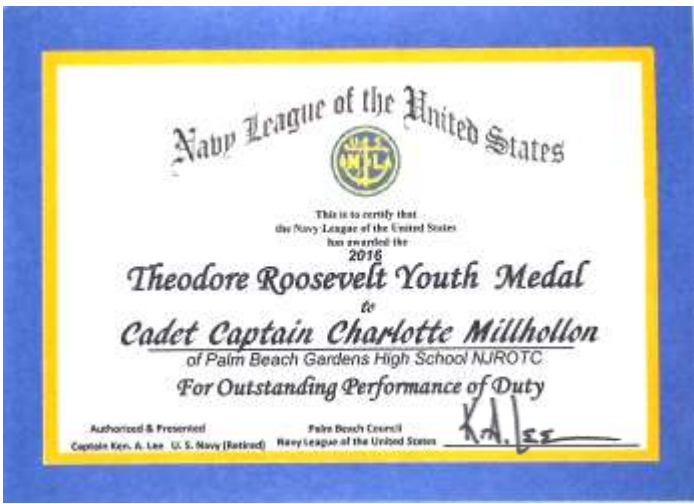 Navy League of the United States
U S
N L A
This is to certify that
the Navy League of the United States
has awarded the
2016
Theodore Roosevelt Youth Medal
to
Cadet Captain Charlotte Millhollon
of Palm Beach Gardens High School NJROTC
For Outstanding Performance of Duty
Authorized & Presented
Captain Ken. A. Lee U. S. Navy (Retired)
Palm Beach Council
Navy League of the United States
K.A. Lee